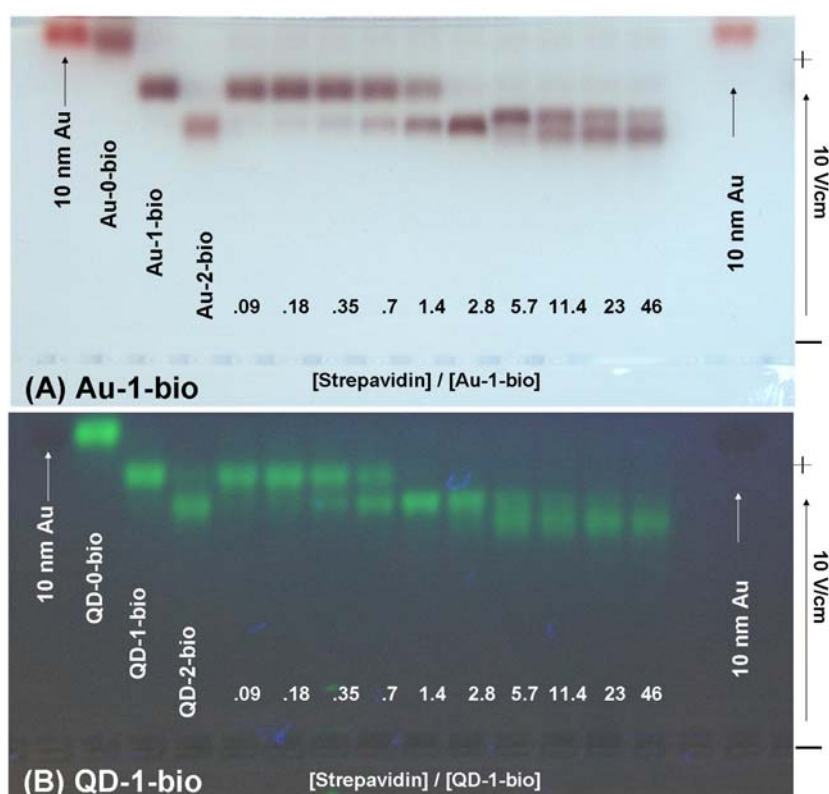 10 nm Au
Au-0-bio
Au-1-bio
Au-2-bio
.09 .18 .35 .7 1.4 2.8 5.7 11.4 23 46
10 nm Au
+
10 V/cm
–
(A) Au-1-bio
[Strepavidin] / [Au-1-bio]
10 nm Au
QD-0-bio
QD-1-bio
QD-2-bio
.09 .18 .35 .7 1.4 2.8 5.7 11.4 23 46
10 nm Au
+
10 V/cm
–
(B) QD-1-bio
[Strepavidin] / [QD-1-bio]